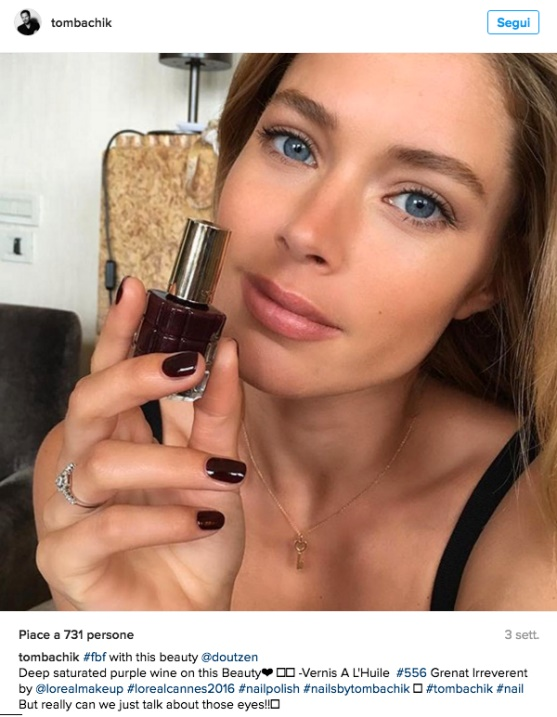 tombachik
Segui
Piace a 731 persone
3 sett.
tombachik #fbf with this beauty @doutzen
Deep saturated purple wine on this Beauty❤ □□ -Vernis A L'Huile #556 Grenat Irreverent
by @lorealmakeup #lorealcannes2016 #nailpolish #nailsbytombachik □ #tombachik #nail
But really can we just talk about those eyes!!□